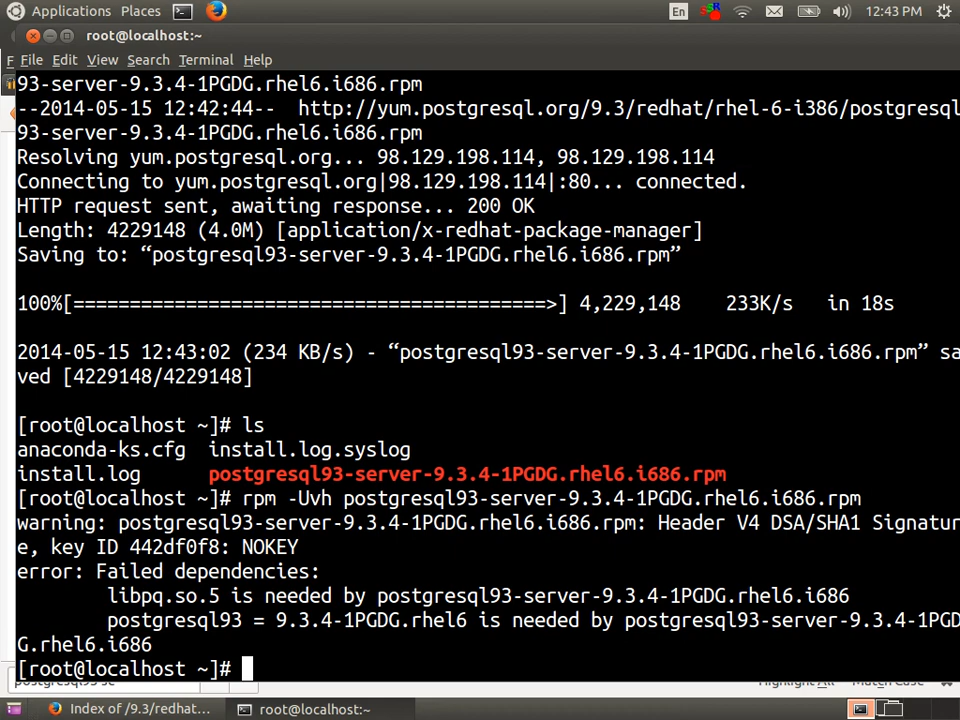 Applications Places En 12:43 PM
root@localhost:~
File Edit View Search Terminal Help
93-server-9.3.4-1PGDG.rhel6.i686.rpm
--2014-05-15 12:42:44-- http://yum.postgresql.org/9.3/redhat/rhel-6-i386/postgresql
93-server-9.3.4-1PGDG.rhel6.i686.rpm
Resolving yum.postgresql.org... 98.129.198.114, 98.129.198.114
Connecting to yum.postgresql.org|98.129.198.114|:80... connected.
HTTP request sent, awaiting response... 200 OK
Length: 4229148 (4.0M) [application/x-redhat-package-manager]
Saving to: “postgresql93-server-9.3.4-1PGDG.rhel6.i686.rpm”
100%[==========================================>] 4,229,148 233K/s in 18s
2014-05-15 12:43:02 (234 KB/s) - “postgresql93-server-9.3.4-1PGDG.rhel6.i686.rpm” sa
ved [4229148/4229148]
[root@localhost ~]# ls
anaconda-ks.cfg install.log.syslog
install.log postgresql93-server-9.3.4-1PGDG.rhel6.i686.rpm
[root@localhost ~]# rpm -Uvh postgresql93-server-9.3.4-1PGDG.rhel6.i686.rpm
warning: postgresql93-server-9.3.4-1PGDG.rhel6.i686.rpm: Header V4 DSA/SHA1 Signatur
e, key ID 442df0f8: NOKEY
error: Failed dependencies:
libpq.so.5 is needed by postgresql93-server-9.3.4-1PGDG.rhel6.i686
postgresql93 = 9.3.4-1PGDG.rhel6 is needed by postgresql93-server-9.3.4-1PGD
G.rhel6.i686
[root@localhost ~]#
Index of /9.3/redhat... root@localhost:~